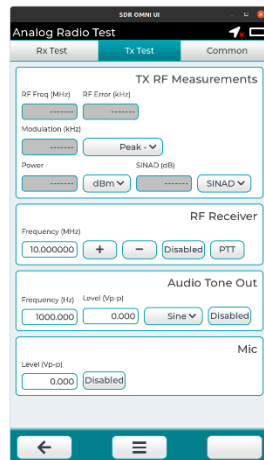 SDR OMNI UI
Analog Radio Test
Rx Test Tx Test Common
TX RF Measurements
RF Freq (MHz) RF Error (kHz)
------- -------
Modulation (kHz)
------- Peak -
Power SINAD (dB)
------- dBm ------- SINAD
RF Receiver
Frequency (MHz)
10.000000 + - Disabled PTT
Audio Tone Out
Frequency (Hz) Level (Vp-p)
1000.000 0.000 Sine Disabled
Mic
Level (Vp-p)
0.000 Disabled